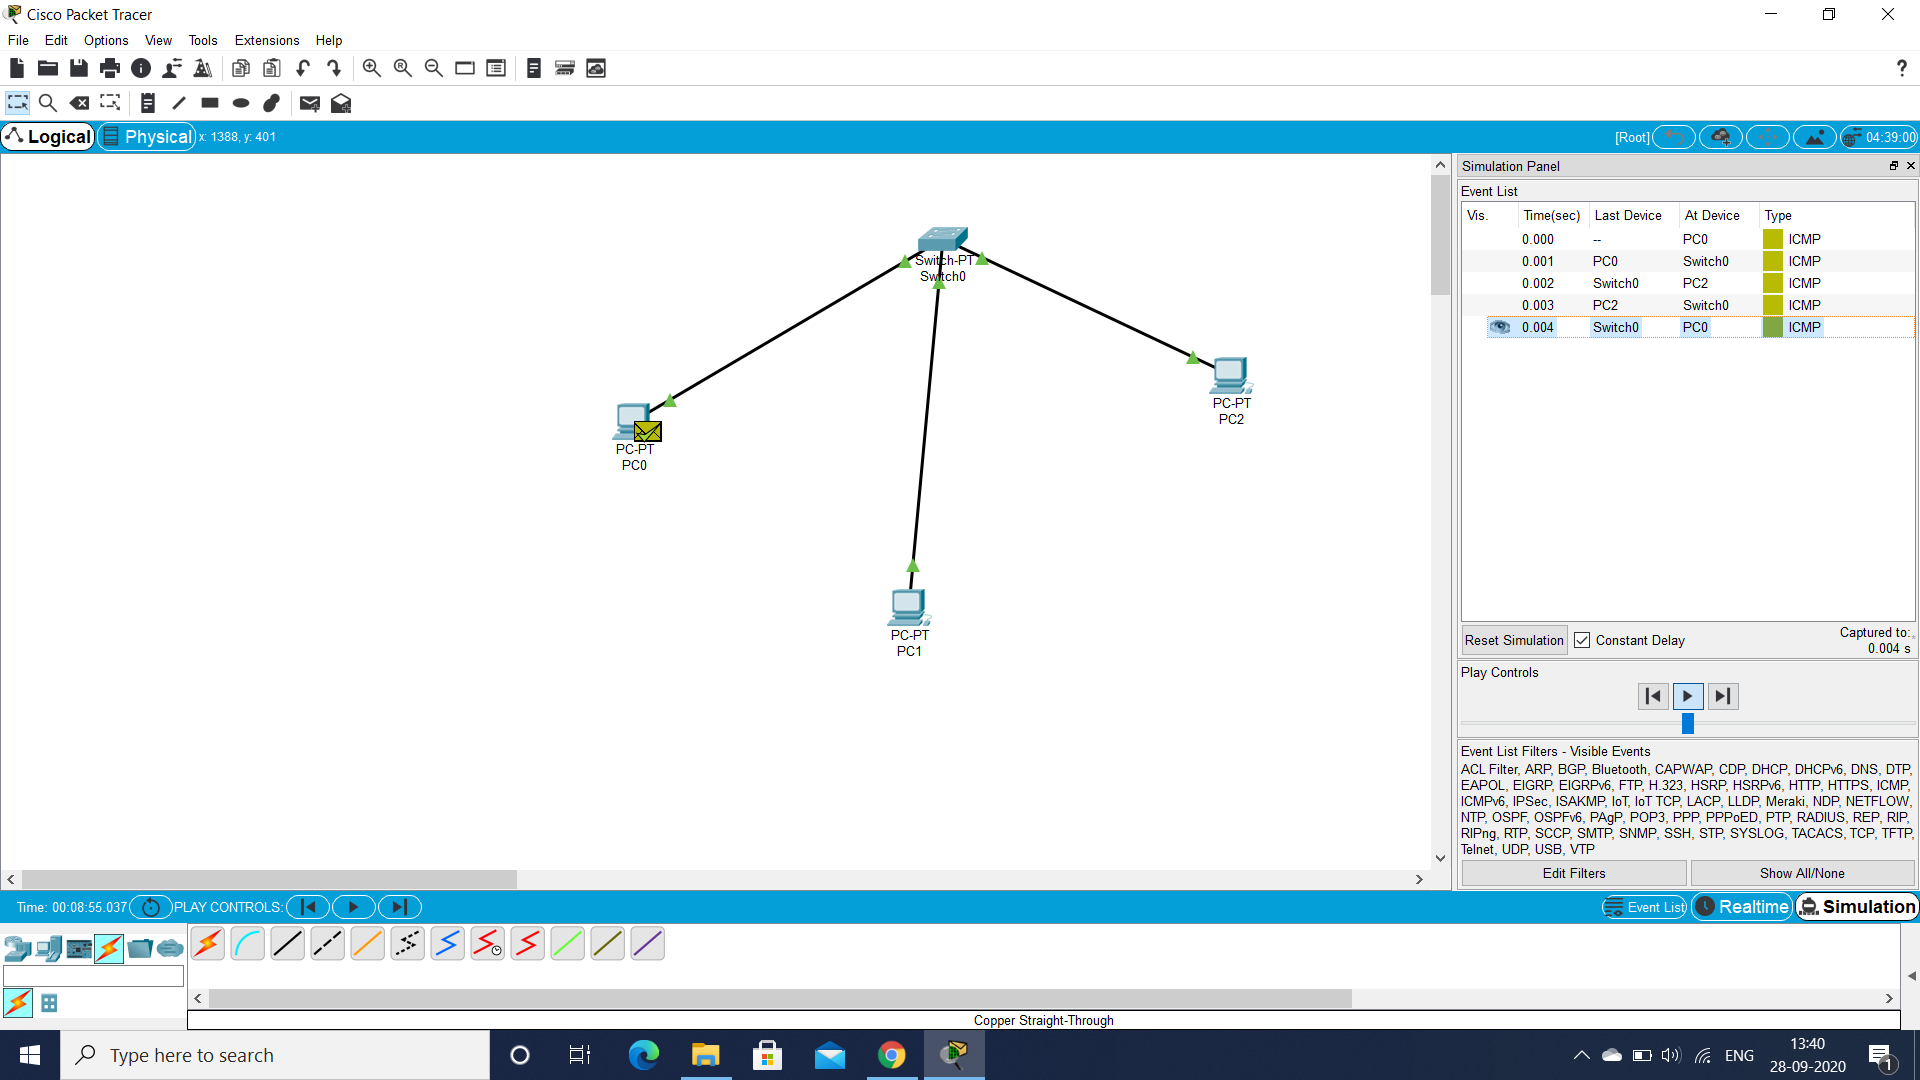 Cisco Packet Tracer
File Edit Options View Tools Extensions Help
Logical Physical x: 1388, y: 401 [Root] 04:39:00
Simulation Panel
Event List
Vis. Time(sec) Last Device At Device Type
0.000 -- PC0 ICMP
0.001 PC0 Switch0 ICMP
0.002 Switch0 PC2 ICMP
0.003 PC2 Switch0 ICMP
0.004 Switch0 PC0 ICMP
Switch-PT
Switch0
PC-PT
PC2
PC-PT
PC0
PC-PT
PC1
Reset Simulation Constant Delay Captured to:
0.004 s
Play Controls
Event List Filters - Visible Events
ACL Filter, ARP, BGP, Bluetooth, CAPWAP, CDP, DHCP, DHCPv6, DNS, DTP,
EAPOL, EIGRP, EIGRPv6, FTP, H.323, HSRP, HSRPv6, HTTP, HTTPS, ICMP,
ICMPv6, IPSec, ISAKMP, IoT, IoT TCP, LACP, LLDP, Meraki, NDP, NETFLOW,
NTP, OSPF, OSPFv6, PAgP, POP3, PPP, PPPoED, PTP, RADIUS, REP, RIP,
RIPng, RTP, SCCP, SMTP, SNMP, SSH, STP, SYSLOG, TACACS, TCP, TFTP,
Telnet, UDP, USB, VTP
Edit Filters Show All/None
Time: 00:08:55.037 PLAY CONTROLS: Event List Realtime Simulation
Copper Straight-Through
Type here to search
ENG
13:40
28-09-2020
1